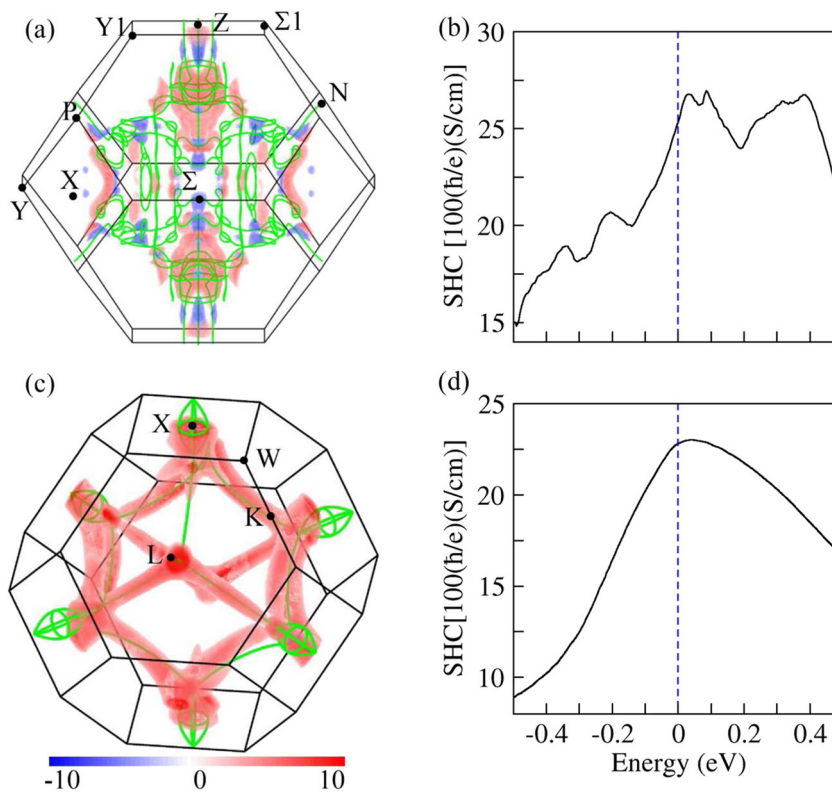 (a)
Y1
Z
Σ1
N
P
X
Σ
Y
(b)
30
25
20
15
SHC [100(ħ/e)(S/cm)]
(c)
X
W
K
L
-10 0 10
(d)
25
20
15
10
SHC[100(ħ/e)(S/cm)]
-0.4 -0.2 0 0.2 0.4
Energy (eV)